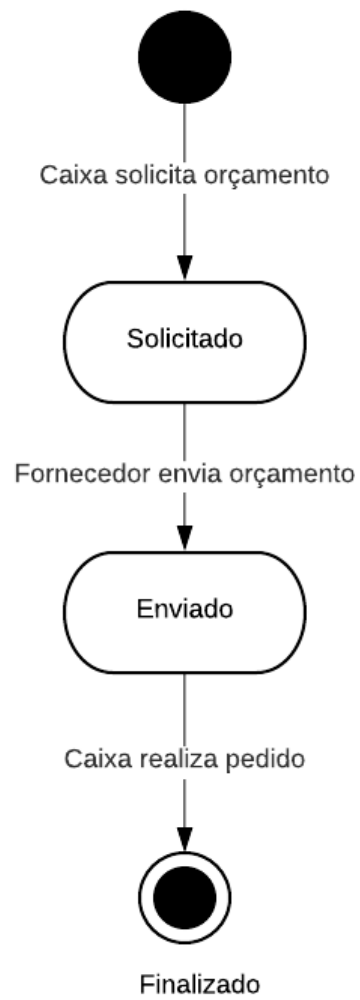 Caixa solicita orçamento
Solicitado
Fornecedor envia orçamento
Enviado
Caixa realiza pedido
Finalizado